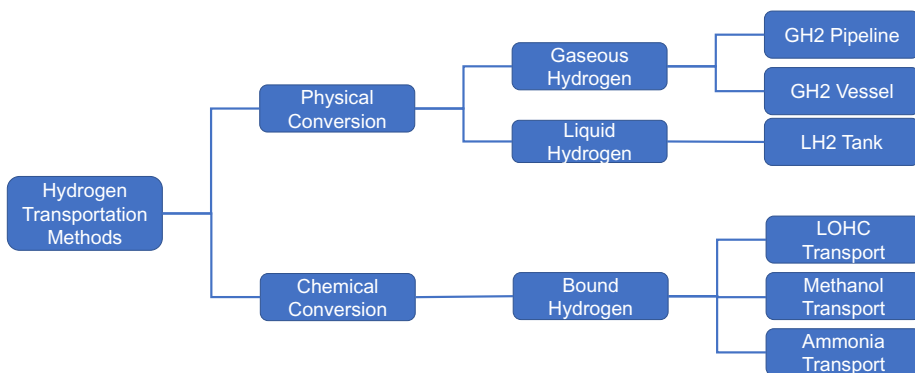 GH2 Pipeline
Gaseous
Hydrogen
Physical
Conversion
GH2 Vessel
Liquid
Hydrogen
LH2 Tank
Hydrogen
Transportation
Methods
LOHC
Transport
Chemical
Conversion
Bound
Hydrogen
Methanol
Transport
Ammonia
Transport